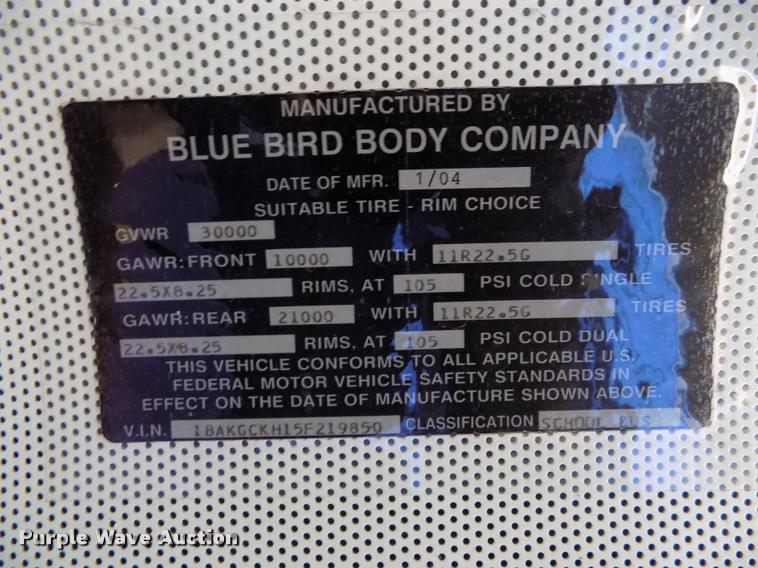 MANUFACTURED BY
BLUE BIRD BODY COMPANY
DATE OF MFR. 1/04
SUITABLE TIRE - RIM CHOICE
GVWR 30000
GAWR: FRONT 10000 WITH 11R22.5G TIRES
22.5X8.25 RIMS, AT 105 PSI COLD SINGLE
GAWR: REAR 21000 WITH 11R22.5G TIRES
22.5X8.25 RIMS, AT 105 PSI COLD DUAL
THIS VEHICLE CONFORMS TO ALL APPLICABLE U.S.
FEDERAL MOTOR VEHICLE SAFETY STANDARDS IN
EFFECT ON THE DATE OF MANUFACTURE SHOWN ABOVE.
V.I.N. 1BAKGCKH15F219850 CLASSIFICATION SCHOOL BUS
Purple Wave Auction